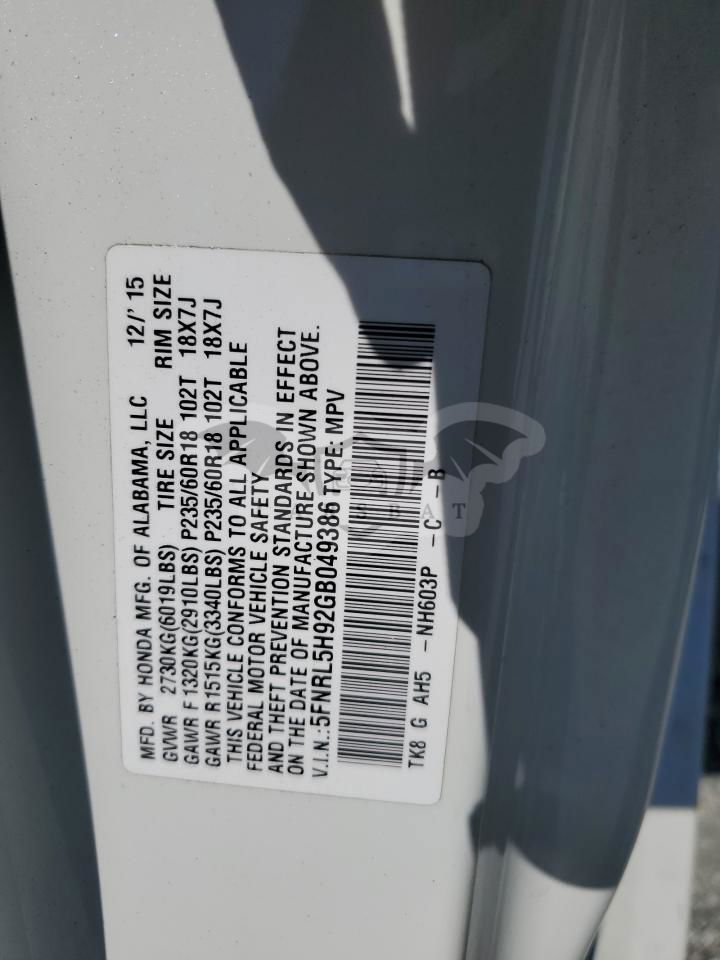 MFD. BY HONDA MFG. OF ALABAMA, LLC 12/' 15
GVWR 2730KG(6019LBS) TIRE SIZE RIM SIZE
GAWR F 1320KG(2910LBS) P235/60R18 102T 18X7J
GAWR R1515KG(3340LBS) P235/60R18 102T 18X7J
THIS VEHICLE CONFORMS TO ALL APPLICABLE
FEDERAL MOTOR VEHICLE SAFETY
AND THEFT PREVENTION STANDARDS IN EFFECT
ON THE DATE OF MANUFACTURE SHOWN ABOVE.
V.I.N.:5FNRL5H92GB049386 TYPE: MPV
TK8 G AH5 -NH603P -C -B
SBAT